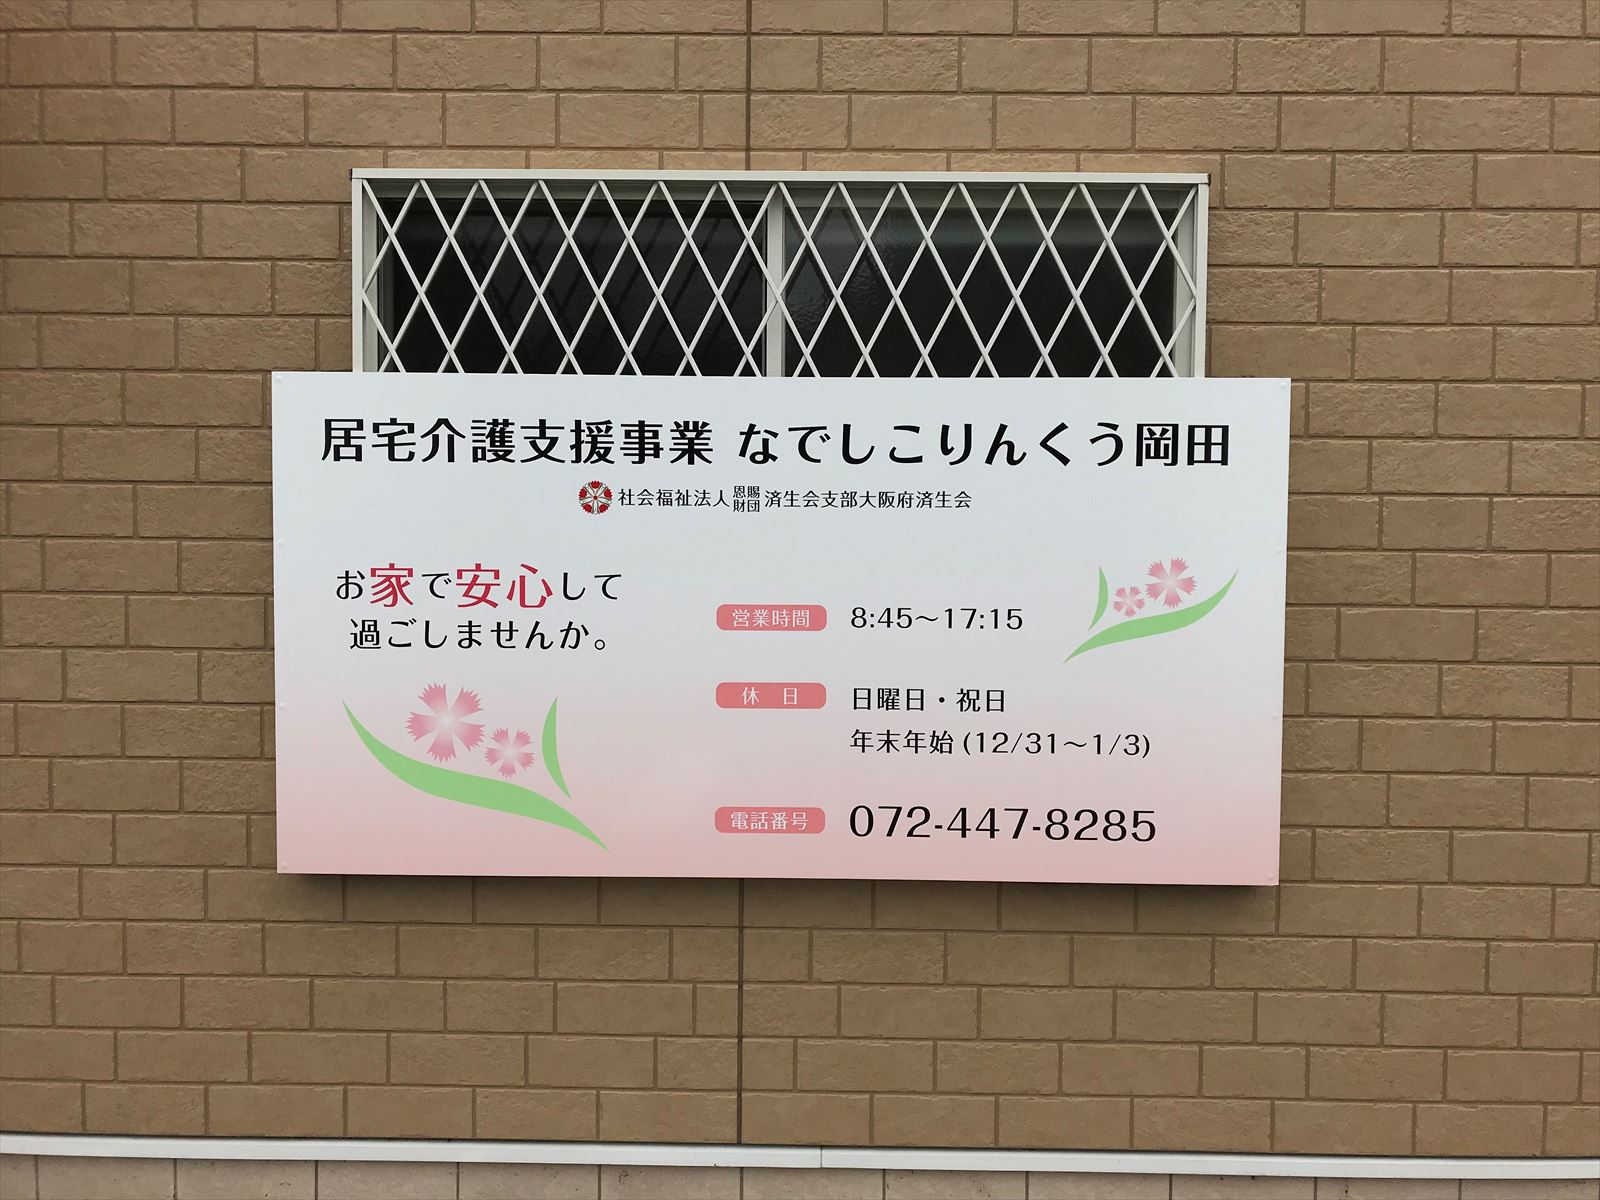 居宅介護支援事業 なでしこりんくう岡田
社会福祉法人恩賜財団済生会支部大阪府済生会
お家で安心して
過ごしませんか。
営業時間 8:45～17:15
休 日 日曜日・祝日
年末年始(12/31～1/3)
電話番号 072-447-8285